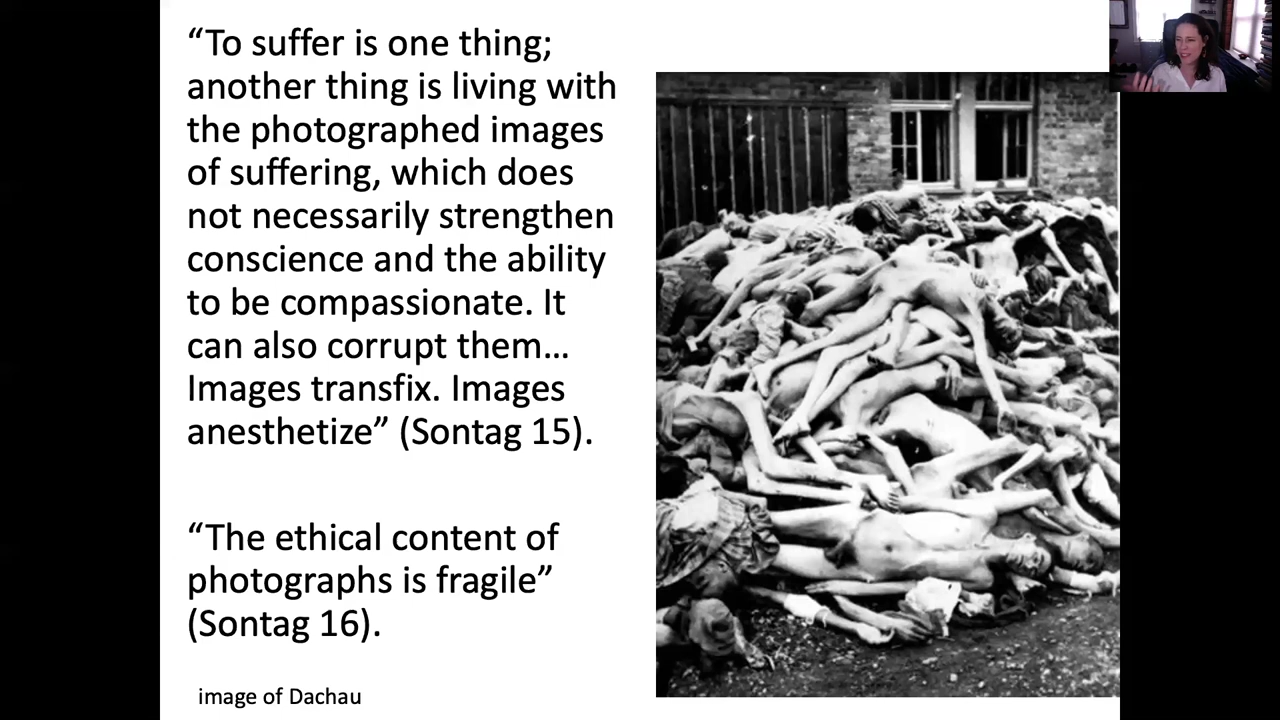 “To suffer is one thing;
another thing is living with
the photographed images
of suffering, which does
not necessarily strengthen
conscience and the ability
to be compassionate. It
can also corrupt them…
Images transfix. Images
anesthetize” (Sontag 15).
“The ethical content of
photographs is fragile”
(Sontag 16).
image of Dachau